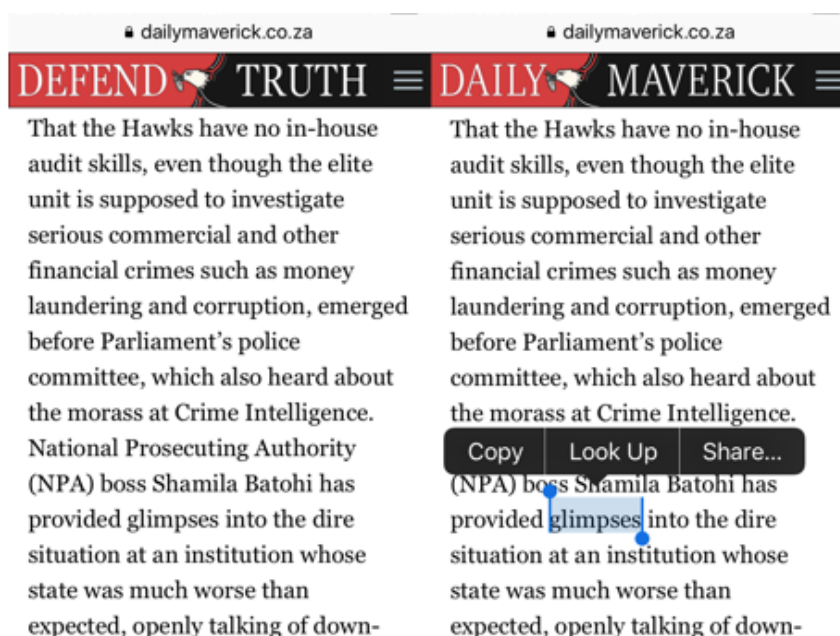 dailymaverick.co.za
DEFEND TRUTH
That the Hawks have no in-house
audit skills, even though the elite
unit is supposed to investigate
serious commercial and other
financial crimes such as money
laundering and corruption, emerged
before Parliament's police
committee, which also heard about
the morass at Crime Intelligence.
National Prosecuting Authority
(NPA) boss Shamila Batohi has
provided glimpses into the dire
situation at an institution whose
state was much worse than
expected, openly talking of down-
dailymaverick.co.za
DAILY MAVERICK
That the Hawks have no in-house
audit skills, even though the elite
unit is supposed to investigate
serious commercial and other
financial crimes such as money
laundering and corruption, emerged
before Parliament's police
committee, which also heard about
the morass at Crime Intelligence.
Copy Look Up Share...
(NPA) boss Shamila Batohi has
provided glimpses into the dire
situation at an institution whose
state was much worse than
expected, openly talking of down-